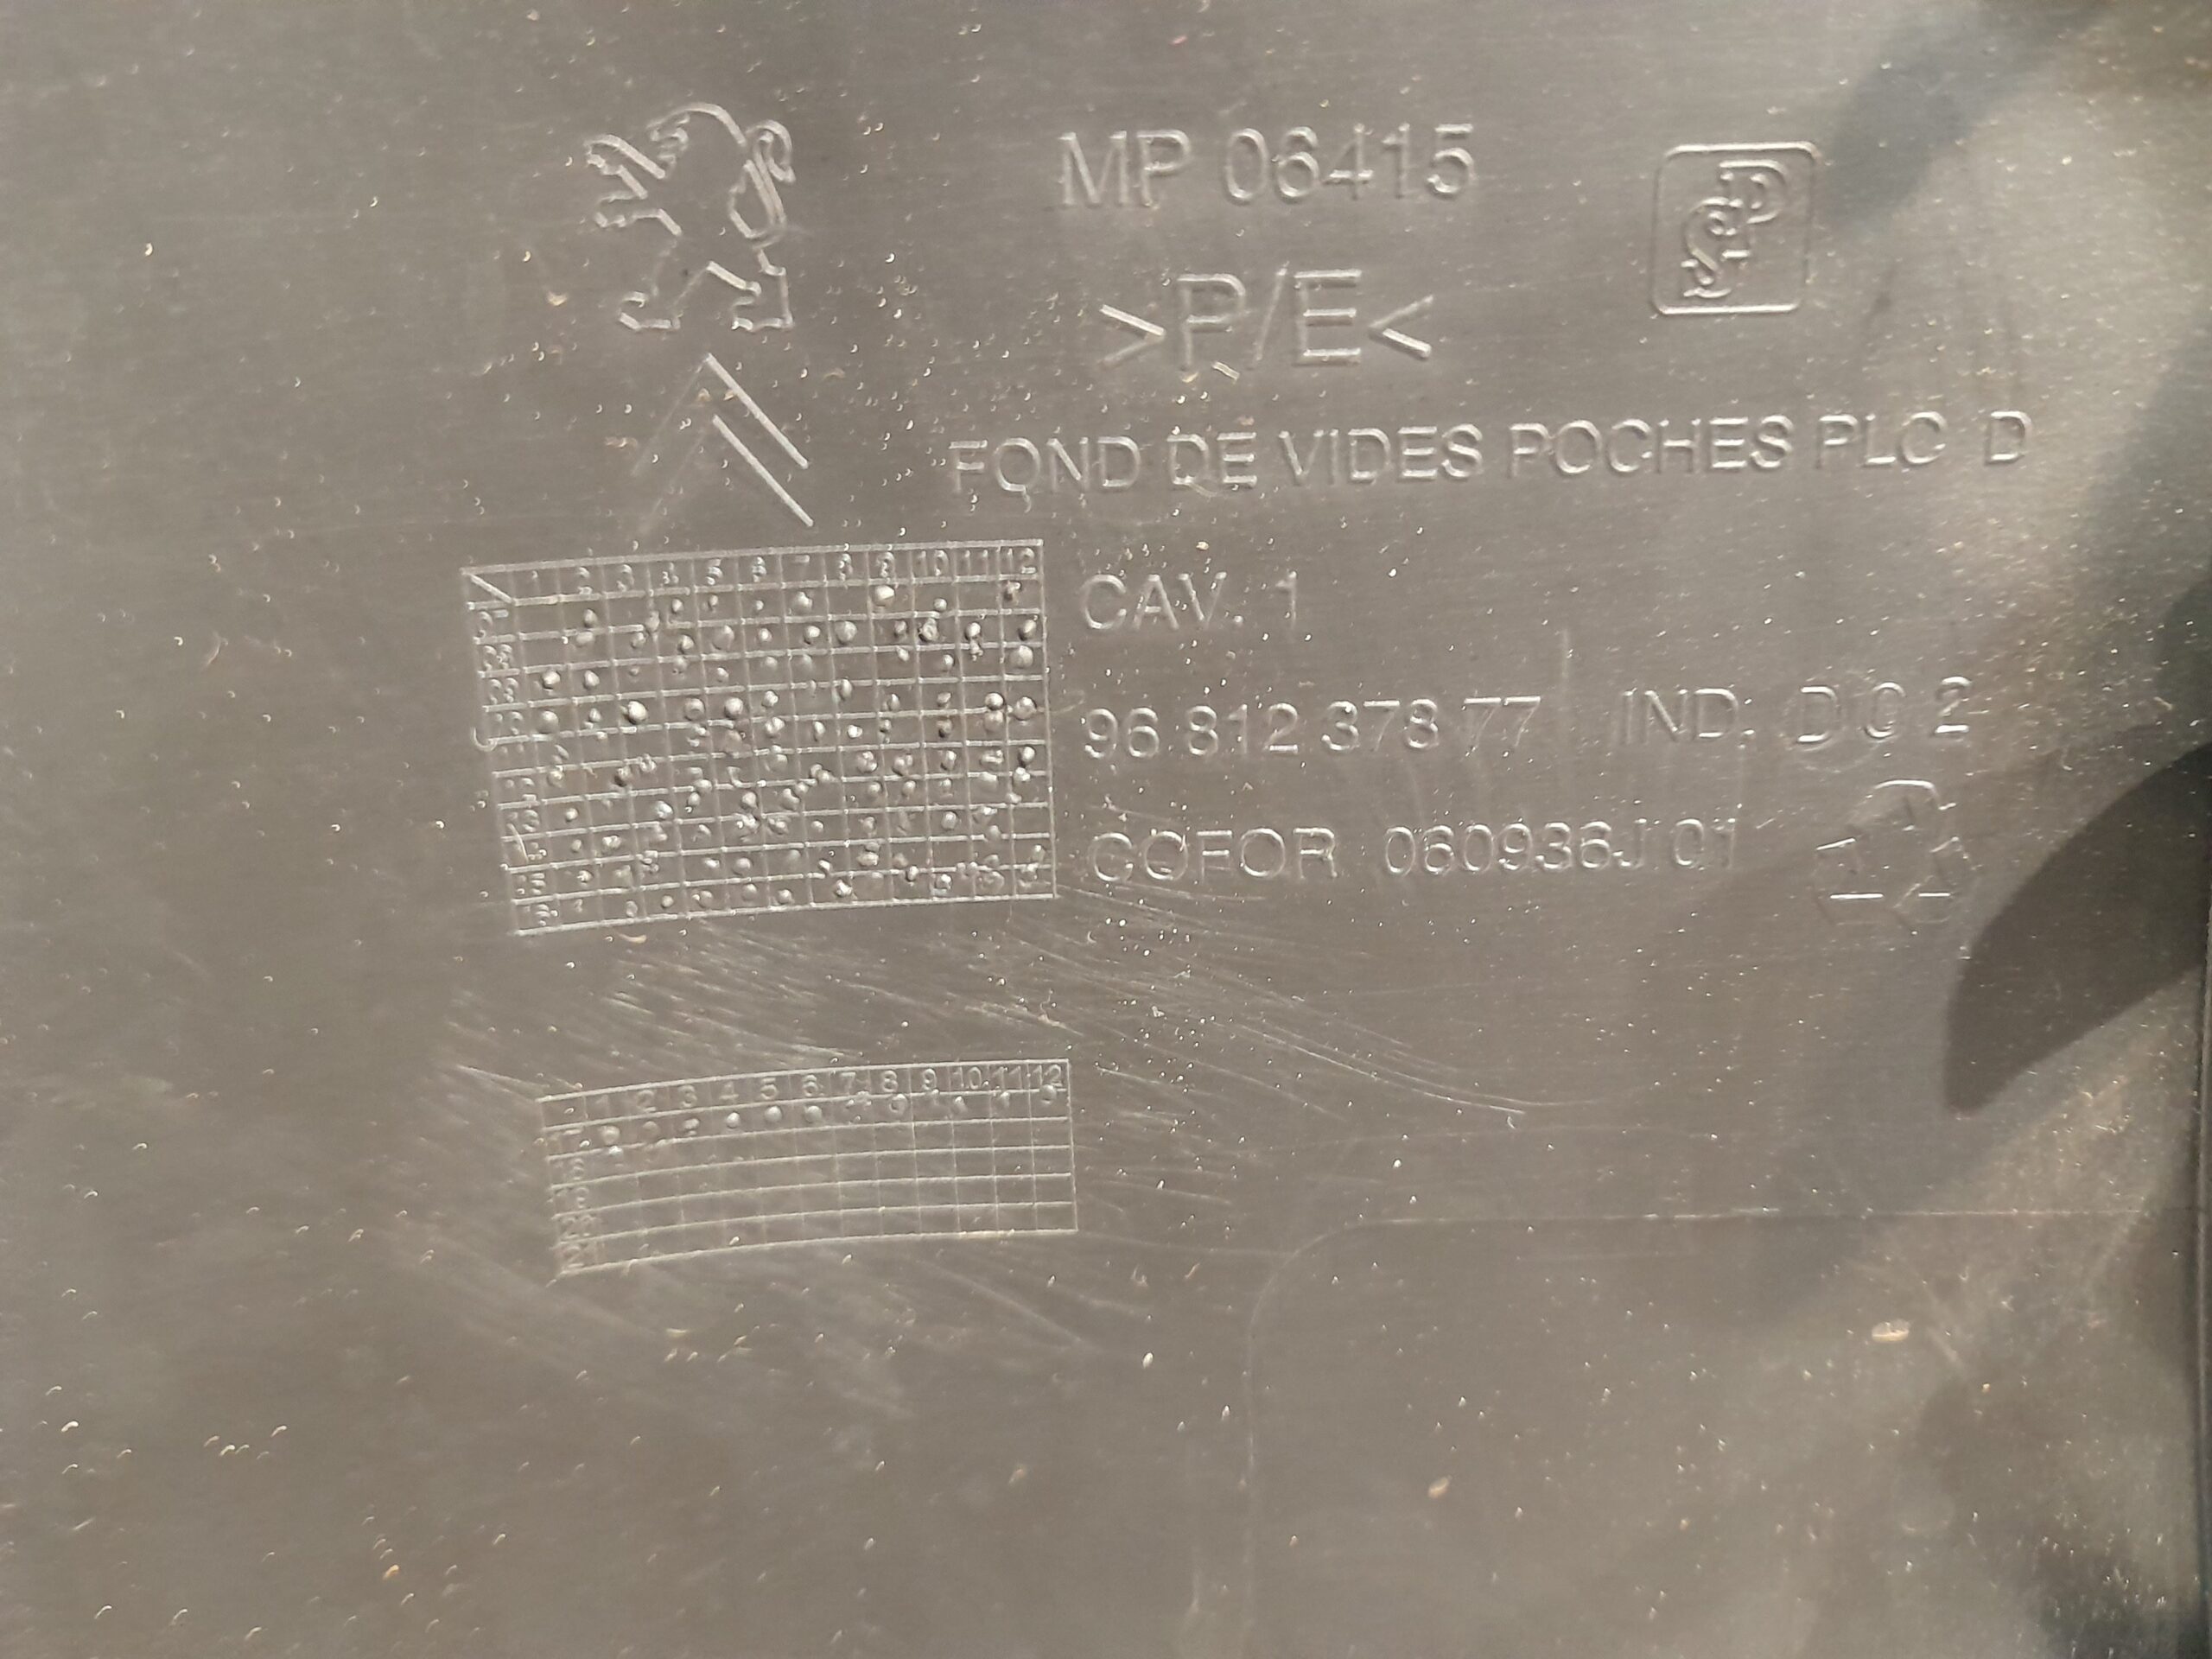 MP 06415
>P/E<
FOND DE VIDES POCHES PLC D
CAV. 1
96 812 378 77 IND. D 0 2
COFOR 060936J 01
1 2 3 4 5 6 7 8 9 10 11 12
1 2 3 4 5 6 7 8 9 10 11 12